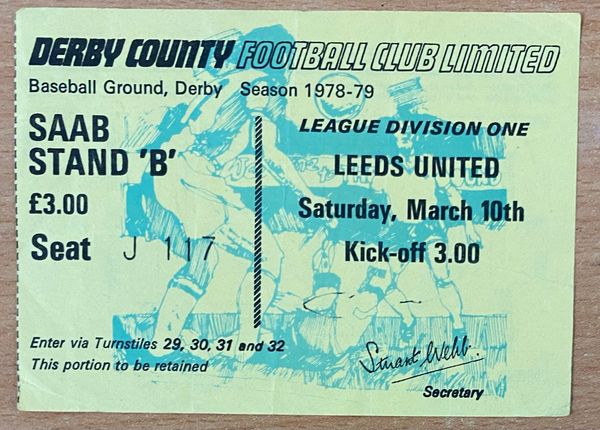 DERBY COUNTY FOOTBALL CLUB LIMITED
Baseball Ground, Derby Season 1978-79
SAAB
STAND 'B'
£3.00
Seat J 117
LEAGUE DIVISION ONE
LEEDS UNITED
Saturday, March 10th
Kick-off 3.00
Enter via Turnstiles 29, 30, 31 and 32
This portion to be retained
Stuart Webb.
Secretary